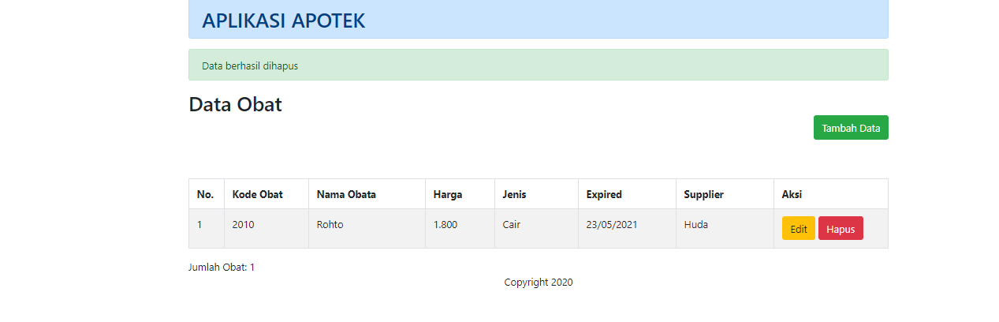 APLIKASI APOTEK
Data berhasil dihapus
Data Obat
Tambah Data
No. Kode Obat Nama Obata Harga Jenis Expired Supplier Aksi
1 2010 Rohto 1.800 Cair 23/05/2021 Huda Edit Hapus
Jumlah Obat: 1
Copyright 2020